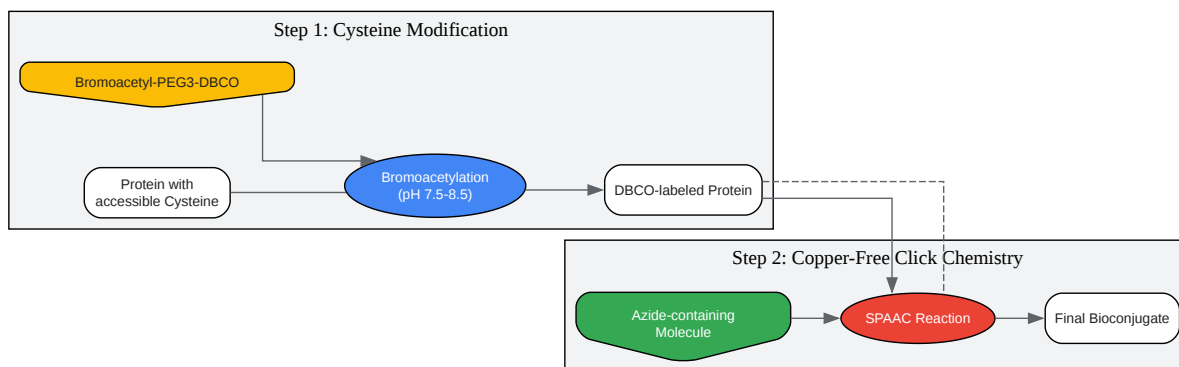 Step 1: Cysteine Modification
Bromoacetyl-PEG3-DBCO
Protein with
accessible Cysteine
Bromoacetylation
(pH 7.5-8.5)
DBCO-labeled Protein
Step 2: Copper-Free Click Chemistry
Azide-containing
Molecule
SPAAC Reaction
Final Bioconjugate